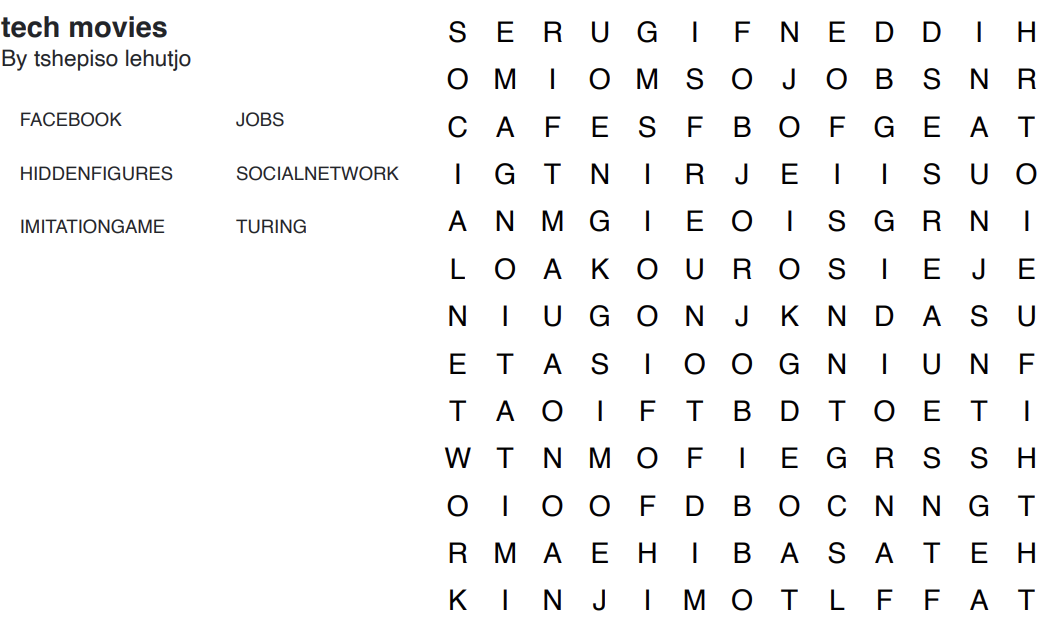 tech movies
By tshepiso lehutjo
FACEBOOK JOBS
HIDDENFIGURES SOCIALNETWORK
IMITATIONGAME TURING
S E R U G I F N E D D I H
O M I O M S O J O B S N R
C A F E S F B O F G E A T
I G T N I R J E I I S U O
A N M G I E O I S G R N I
L O A K O U R O S I E J E
N I U G O N J K N D A S U
E T A S I O O G N I U N F
T A O I F T B D T O E T I
W T N M O F I E G R S S H
O I O O F D B O C N N G T
R M A E H I B A S A T E H
K I N J I M O T L F F A T